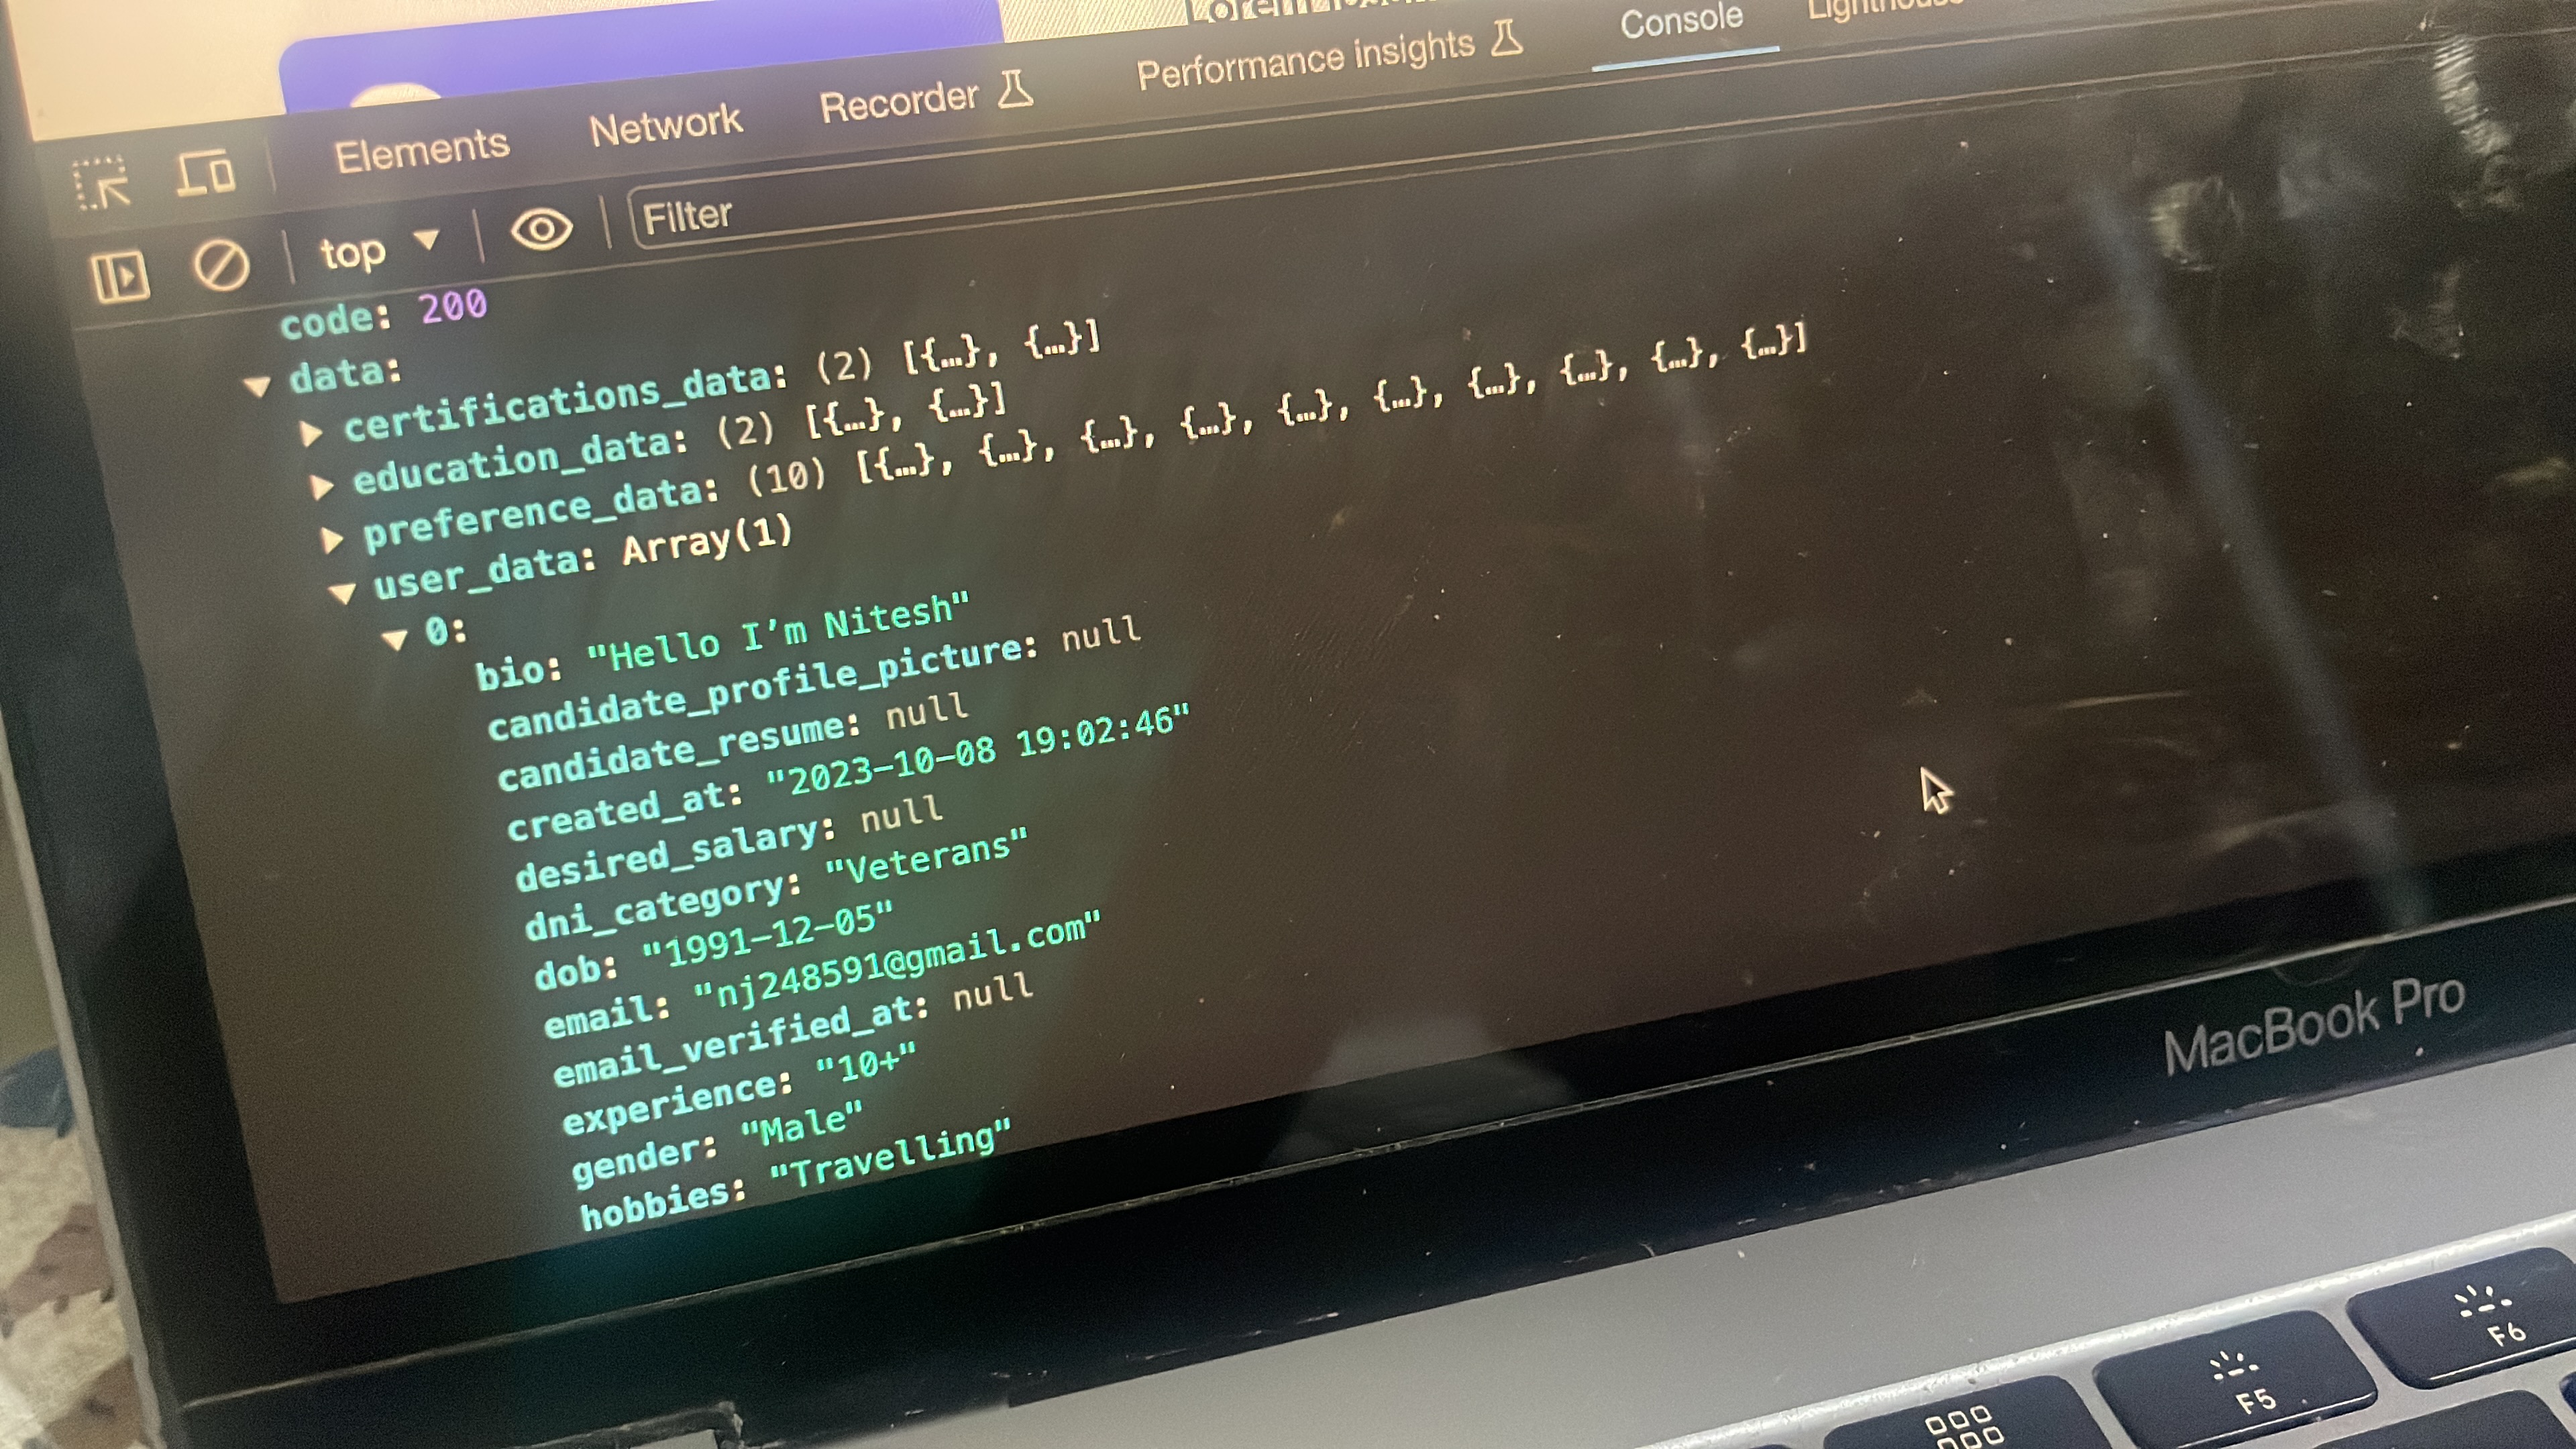 Elements Network Recorder Performance insights Console
top Filter
code: 200
data:
certifications_data: (2) [{…}, {…}]
education_data: (2) [{…}, {…}]
preference_data: (10) [{…}, {…}, {…}, {…}, {…}, {…}, {…}, {…}, {…}, {…}]
user_data: Array(1)
0:
bio: "Hello I'm Nitesh"
candidate_profile_picture: null
candidate_resume: null
created_at: "2023-10-08 19:02:46"
desired_salary: null
dni_category: "Veterans"
dob: "1991-12-05"
email: "nj248591@gmail.com"
email_verified_at: null
experience: "10+"
gender: "Male"
hobbies: "Travelling"
MacBook Pro
F5
F6